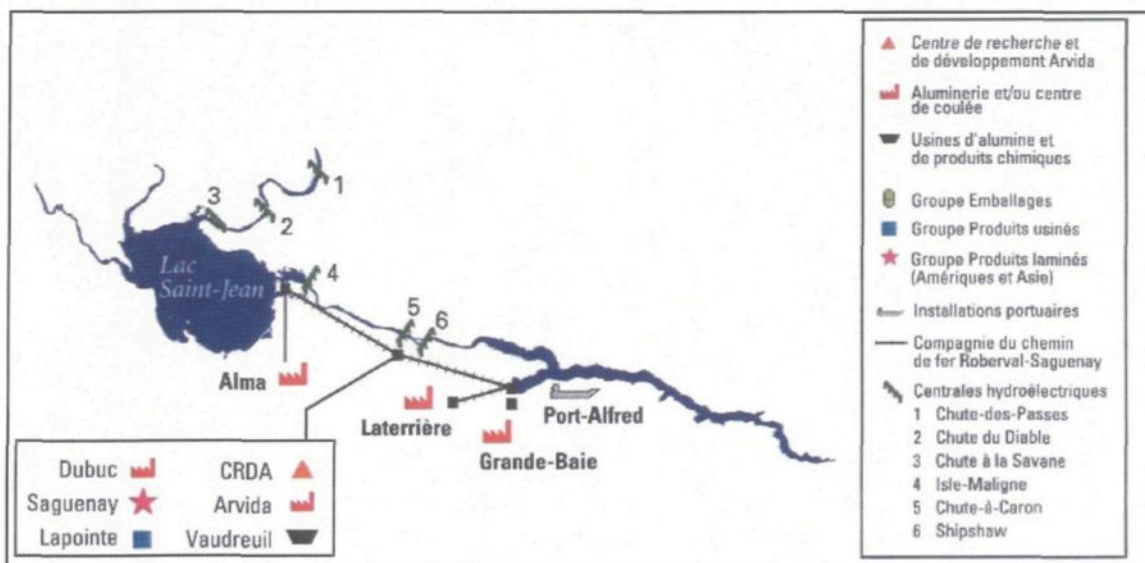 1
3
2
Lac
Saint-Jean
4
5
6
Alma
Laterrière
Port-Alfred
Grande-Baie
Dubuc
CRDA
Saguenay
Arvida
Lapointe
Vaudreuil
Centre de recherche et
de développement Arvida
Aluminerie et/ou centre
de coulée
Usines d'alumine et
de produits chimiques
Groupe Emballages
Groupe Produits usinés
Groupe Produits laminés
(Amériques et Asie)
Installations portuaires
Compagnie du chemin
de fer Roberval-Saguenay
Centrales hydroélectriques
1 Chute-des-Passes
2 Chute du Diable
3 Chute à la Savane
4 Isle-Maligne
5 Chute-à-Caron
6 Shipshaw